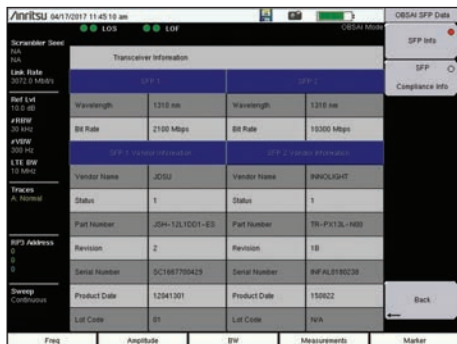 Anritsu 04/17/2017 11:45:10 am
LOS LOF OBSAI Mode
OBSAI SFP Data
Scrambler Seed
NA
NA
Link Rate
3072.0 Mbit/s
Ref Lvl
10.0 dB
#RBW
30 kHz
#VBW
300 Hz
LTE BW
10 MHz
Traces
A: Normal
RP3 Address
0
0
0
Sweep
Continuous
Transceiver Information
SFP 1 SFP 2
Wavelength 1310 nm Wavelength 1310 nm
Bit Rate 2100 Mbps Bit Rate 10300 Mbps
SFP 1 Vendor Information SFP 2 Vendor Information
Vendor Name JDSU Vendor Name INNOLIGHT
Status 1 Status 1
Part Number JSH-12L1DD1-ES Part Number TR-PX13L-N00
Revision 2 Revision 1B
Serial Number Serial Number
Product Date 12041301 Product Date 150822
Lot Code 01 Lot Code N/A
SFP Info
SFP
Compliance Info
Back
Freq Amplitude BW Measurements Marker